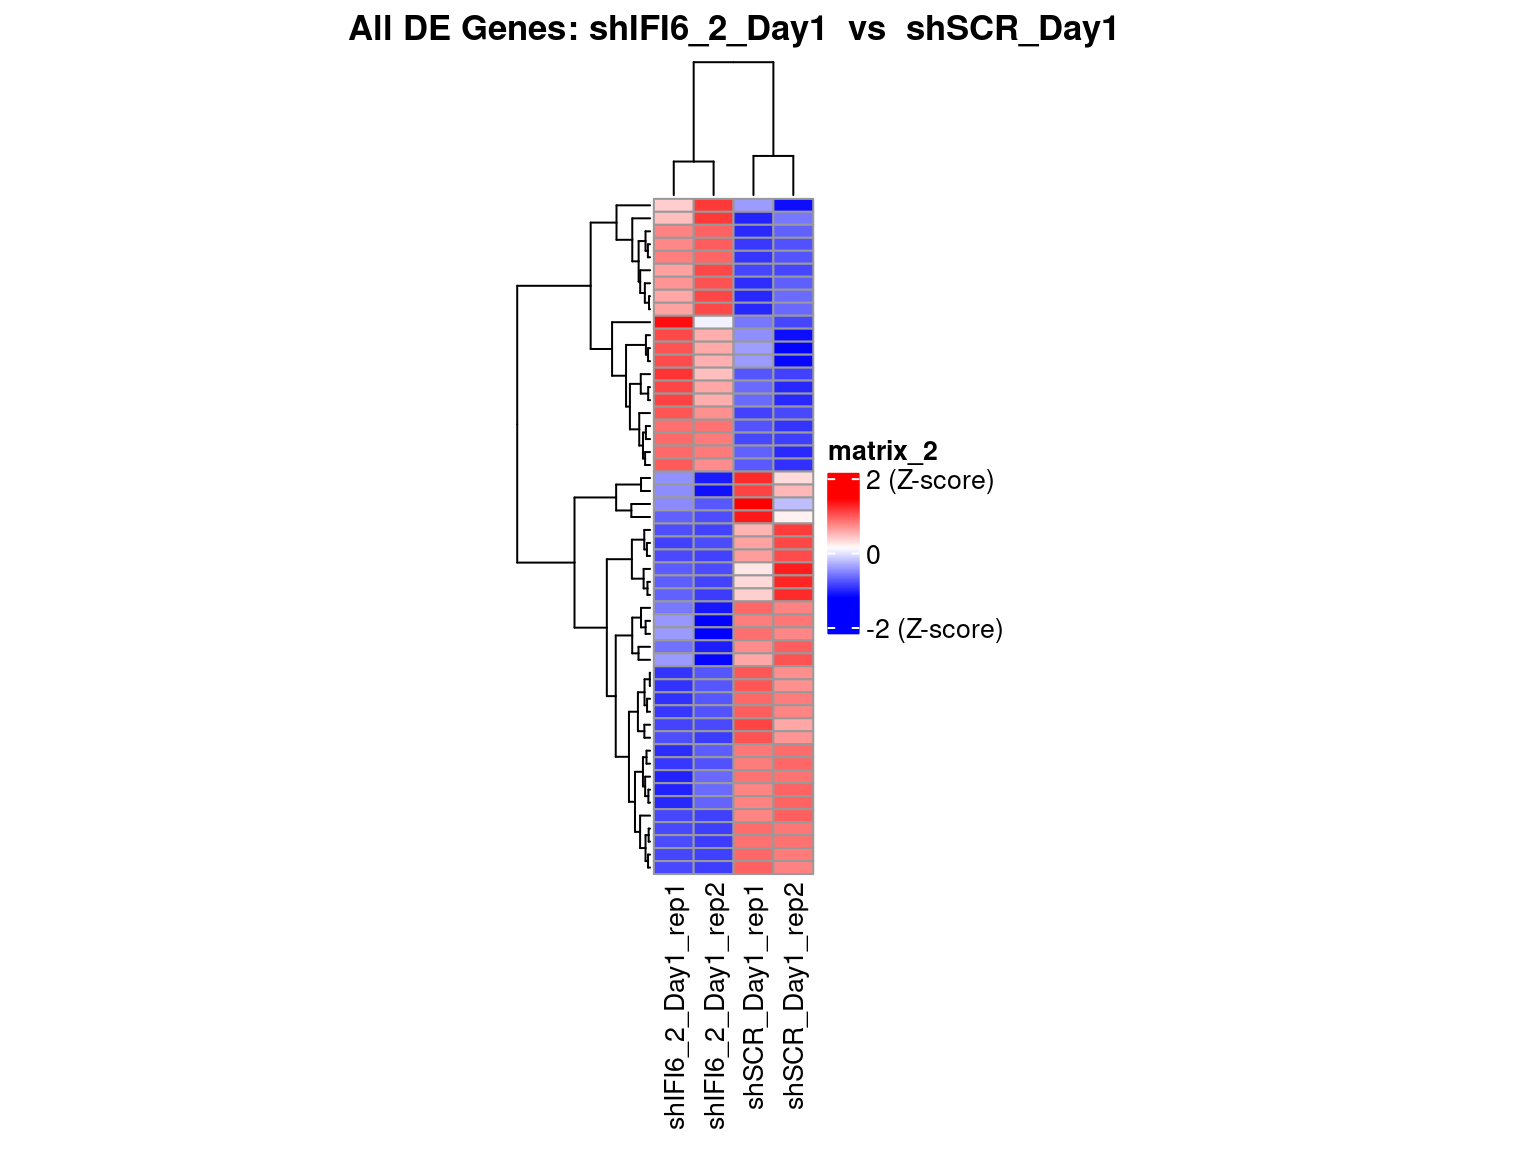 All DE Genes: shIFI6_2_Day1  vs  shSCR_Day1
matrix_2
2 (Z-score)
0
-2 (Z-score)
shIFI6_2_Day1_rep1
shIFI6_2_Day1_rep2
shSCR_Day1_rep1
shSCR_Day1_rep2